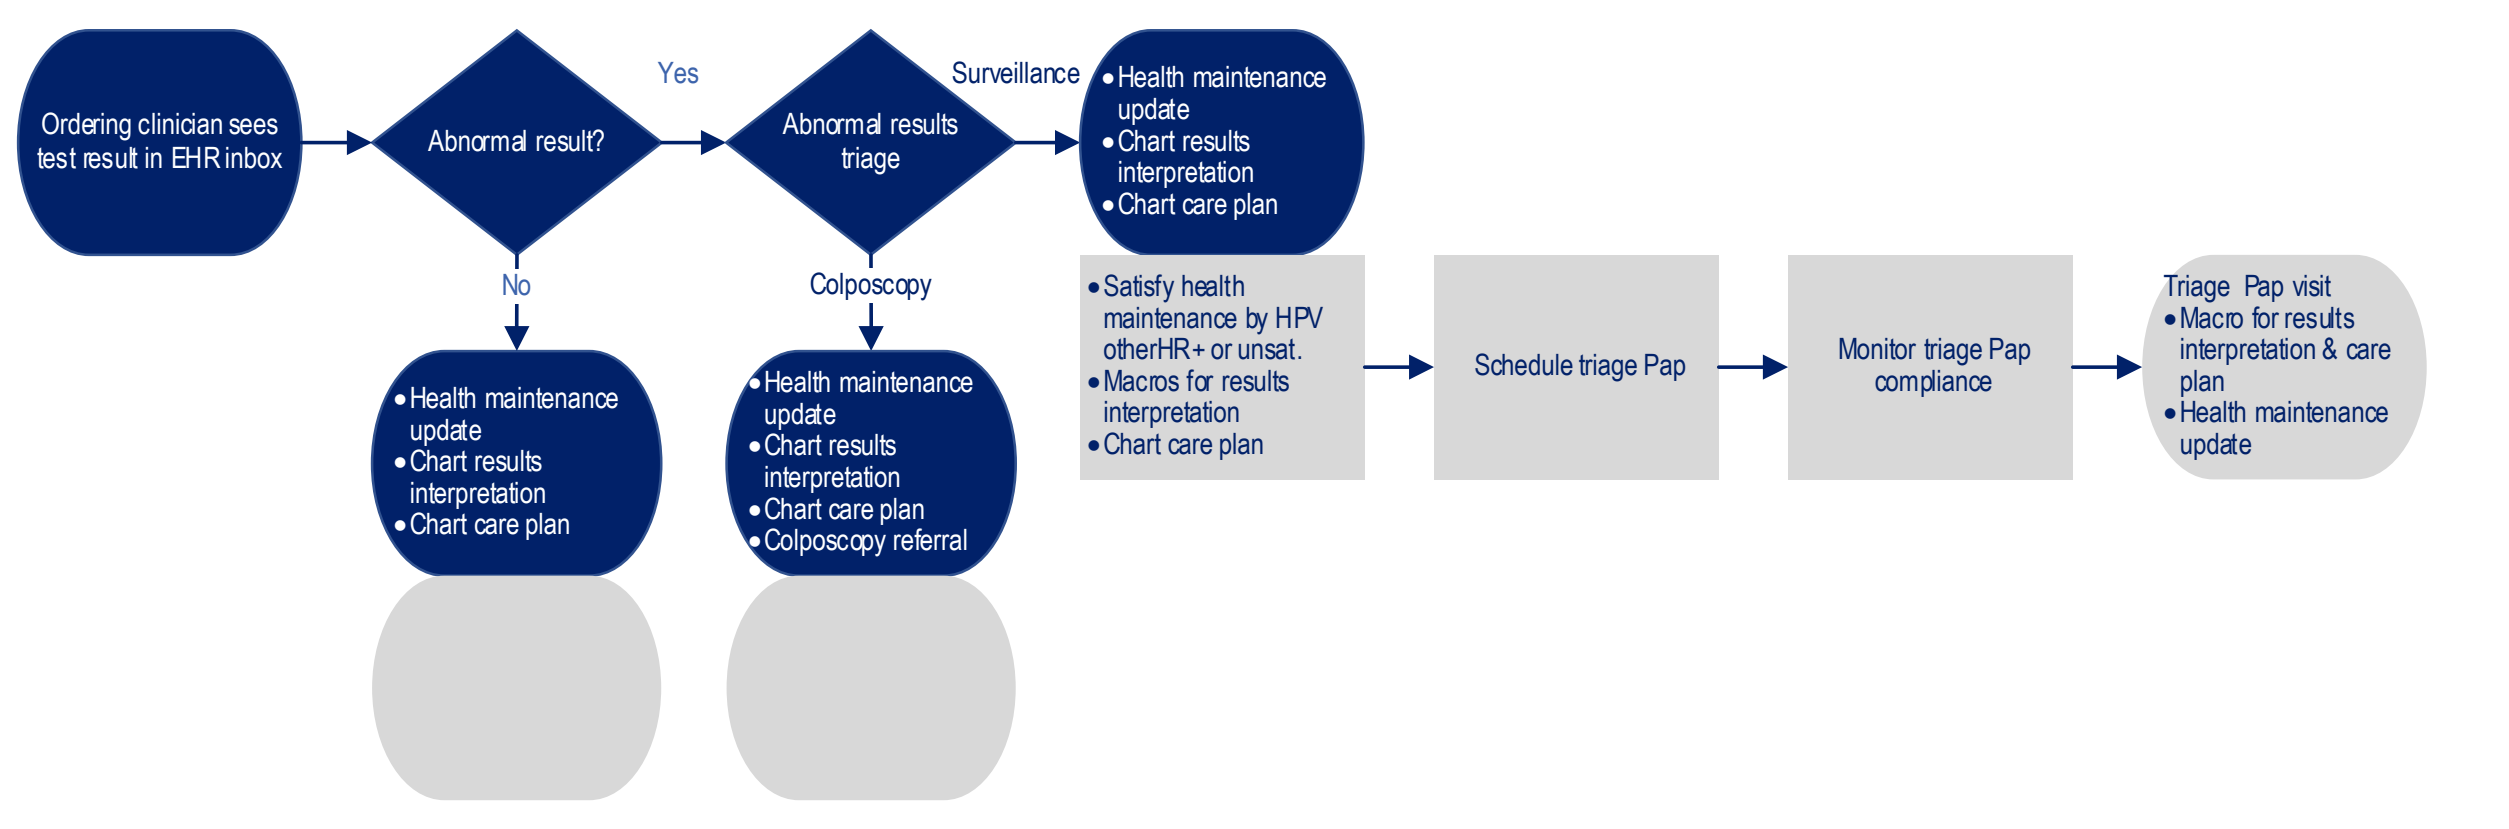 Ordering clinician sees
test result in EHR inbox
Abnormal result?
Yes
No
Abnormal results
triage
Surveillance
Colposcopy
• Health maintenance
update
• Chart results
interpretation
• Chart care plan
• Health maintenance
update
• Chart results
interpretation
• Chart care plan
• Health maintenance
update
• Chart results
interpretation
• Chart care plan
• Colposcopy referral
• Satisfy health
maintenance by HPV
otherHR+ or unsat.
• Macros for results
interpretation
• Chart care plan
Schedule triage Pap
Monitor triage Pap
compliance
Triage Pap visit
• Macro for results
interpretation & care
plan
• Health maintenance
update